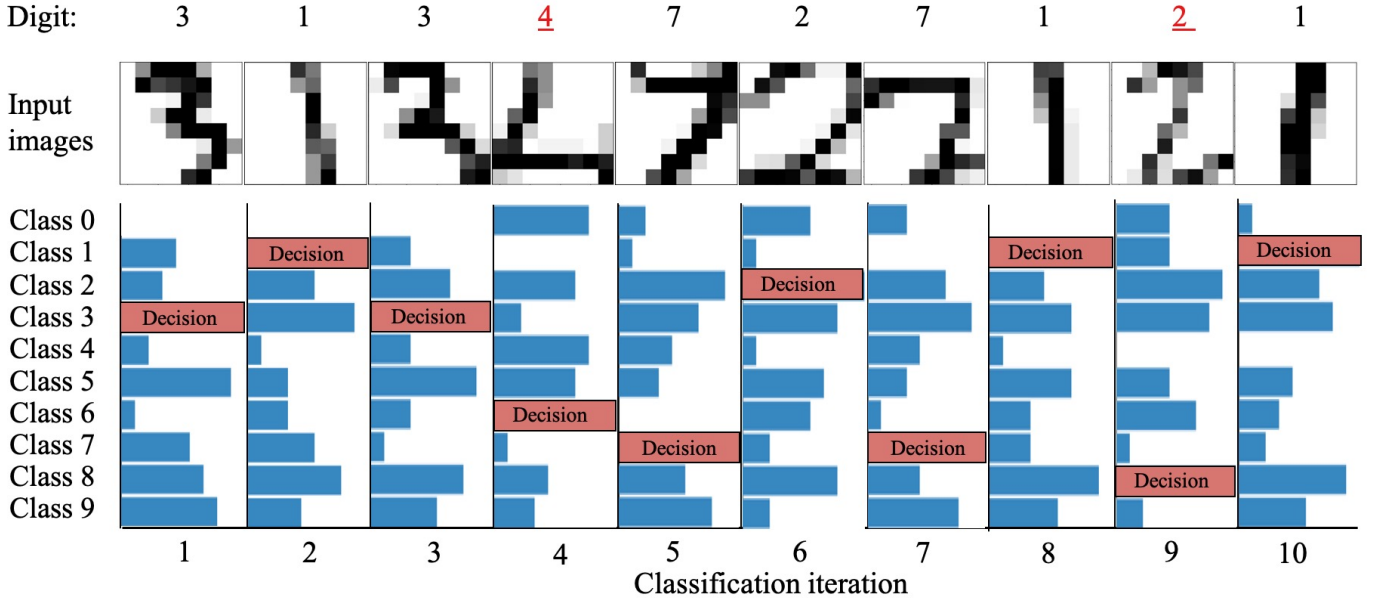 Digit: 3 1 3 4 7 2 7 1 2 1
Input
images
Class 0
Class 1 Decision Decision Decision
Class 2 Decision
Class 3 Decision Decision
Class 4
Class 5
Class 6 Decision
Class 7 Decision Decision
Class 8 Decision
Class 9
1 2 3 4 5 6 7 8 9 10
Classification iteration